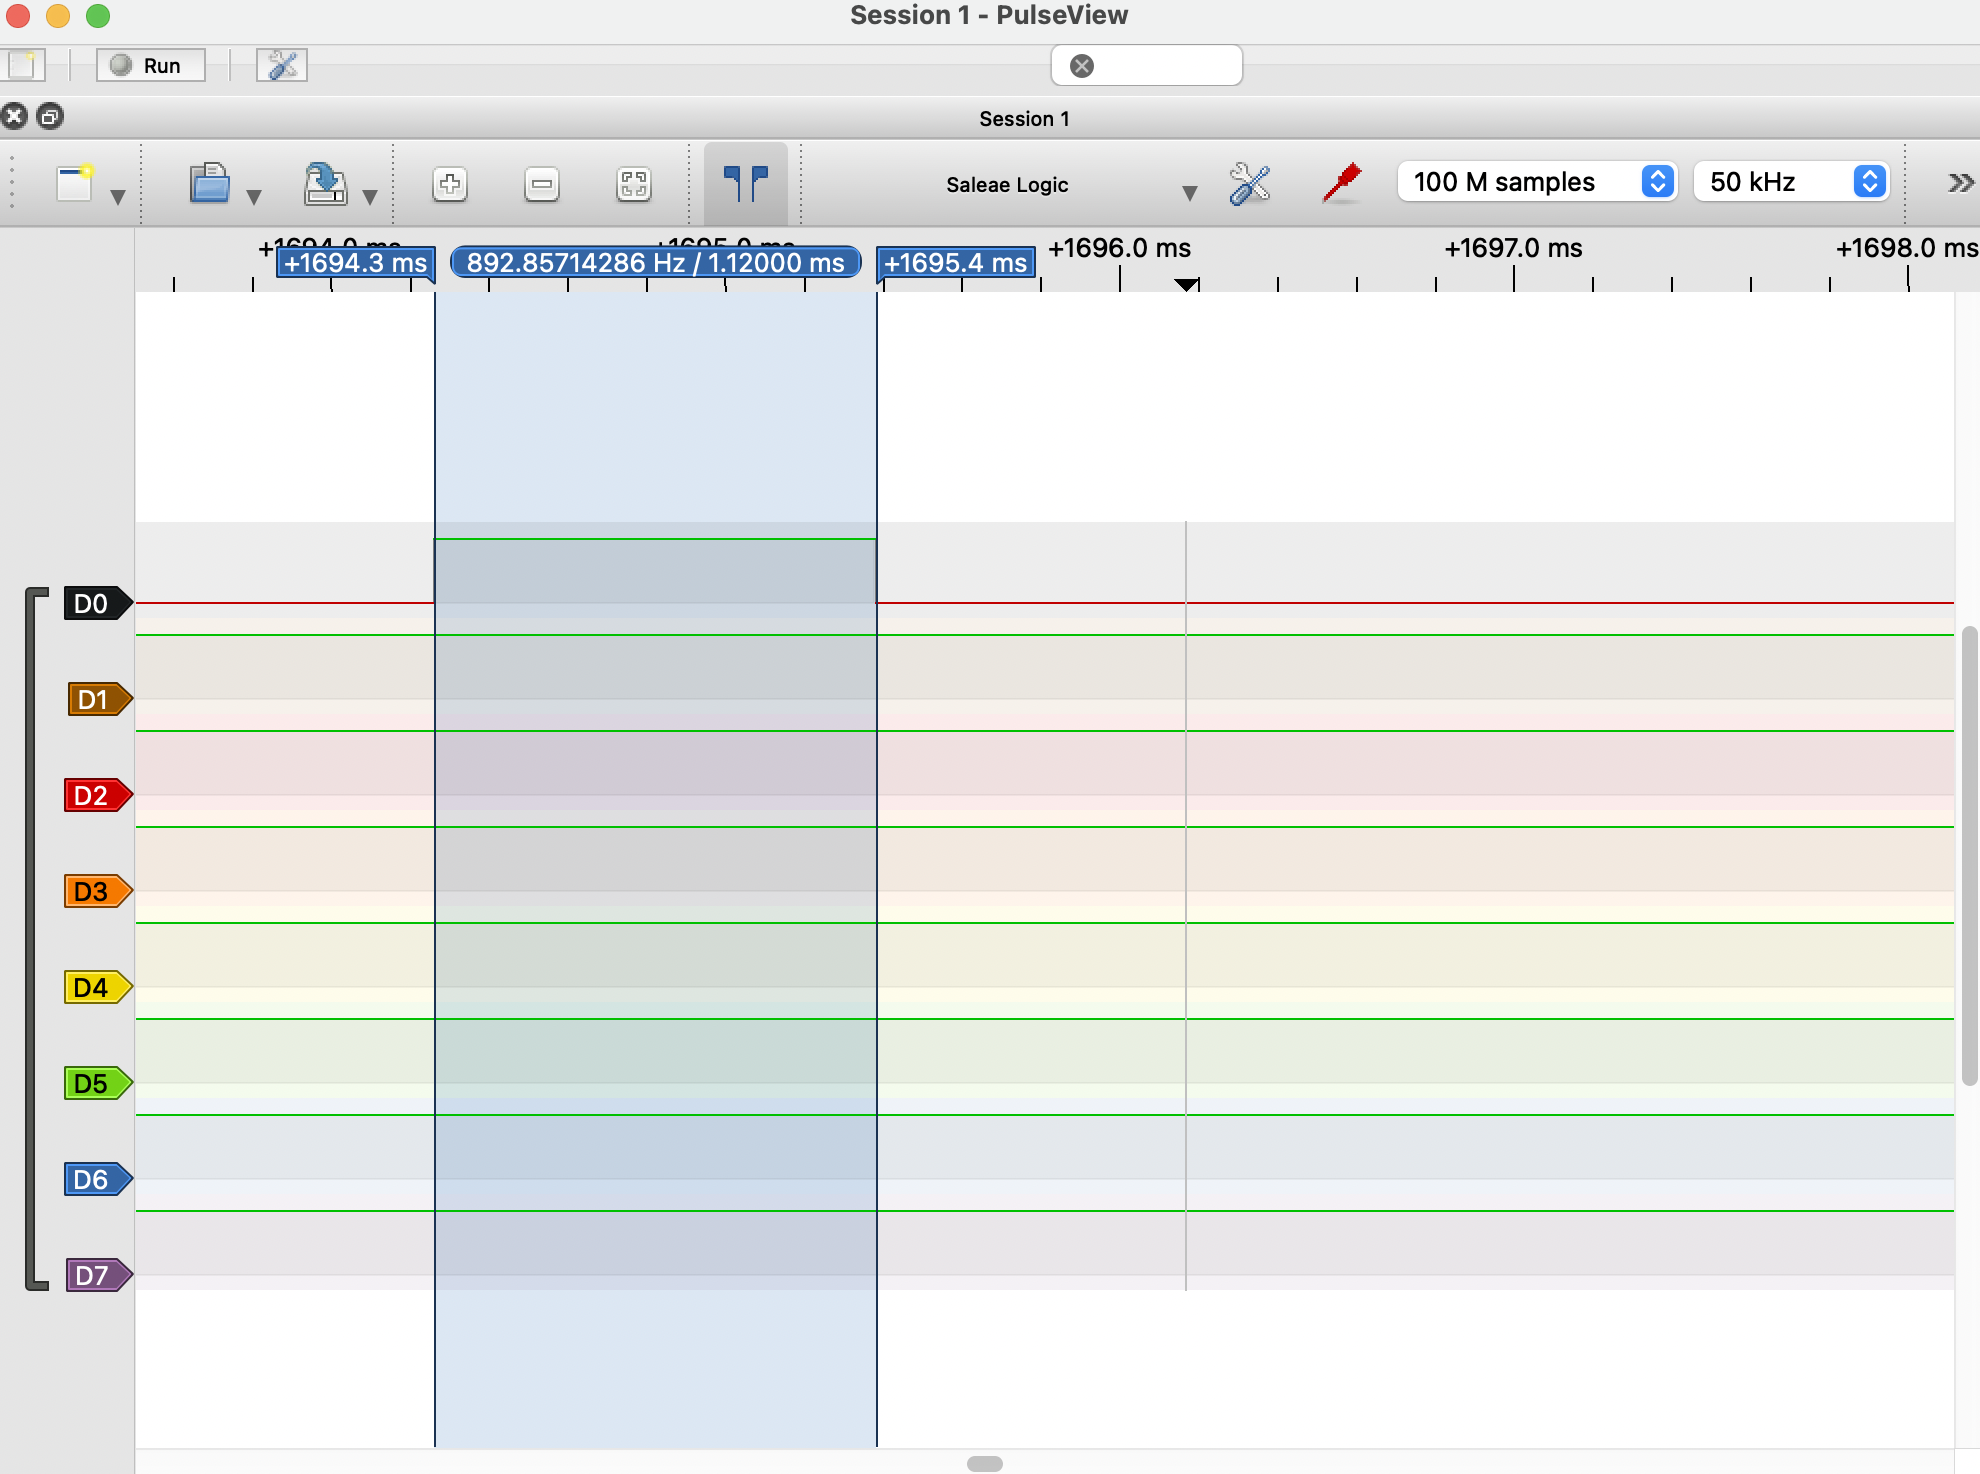 Session 1 - PulseView
Run
Session 1
Saleae Logic
100 M samples
50 kHz
+1694.0 ms
+1695.0 ms
+1696.0 ms
+1697.0 ms
+1698.0 ms
+1694.3 ms
892.85714286 Hz / 1.12000 ms
+1695.4 ms
D0
D1
D2
D3
D4
D5
D6
D7